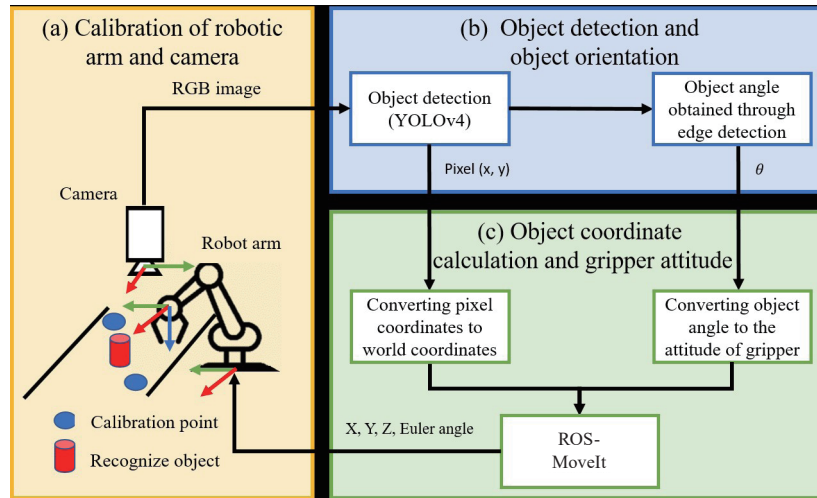 (a) Calibration of robotic
arm and camera
RGB image
Camera
Robot arm
Calibration point
Recognize object
(b) Object detection and
object orientation
Object detection
(YOLOv4)
Object angle
obtained through
edge detection
Pixel (x, y)
θ
(c) Object coordinate
calculation and gripper attitude
Converting pixel
coordinates to
world coordinates
Converting object
angle to the
attitude of gripper
X, Y, Z, Euler angle
ROS-
MoveIt